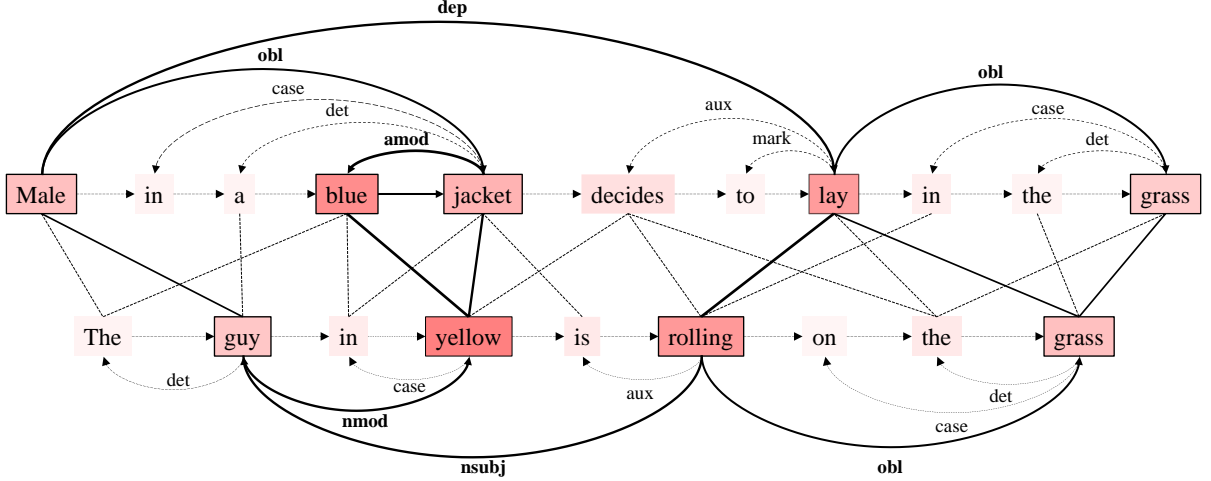 dep
obl
obl
case
aux
case
det
mark
det
amod
Male in a blue jacket decides to lay in the grass
The guy in yellow is rolling on the grass
det
case
aux
det
nmod
case
nsubj
obl